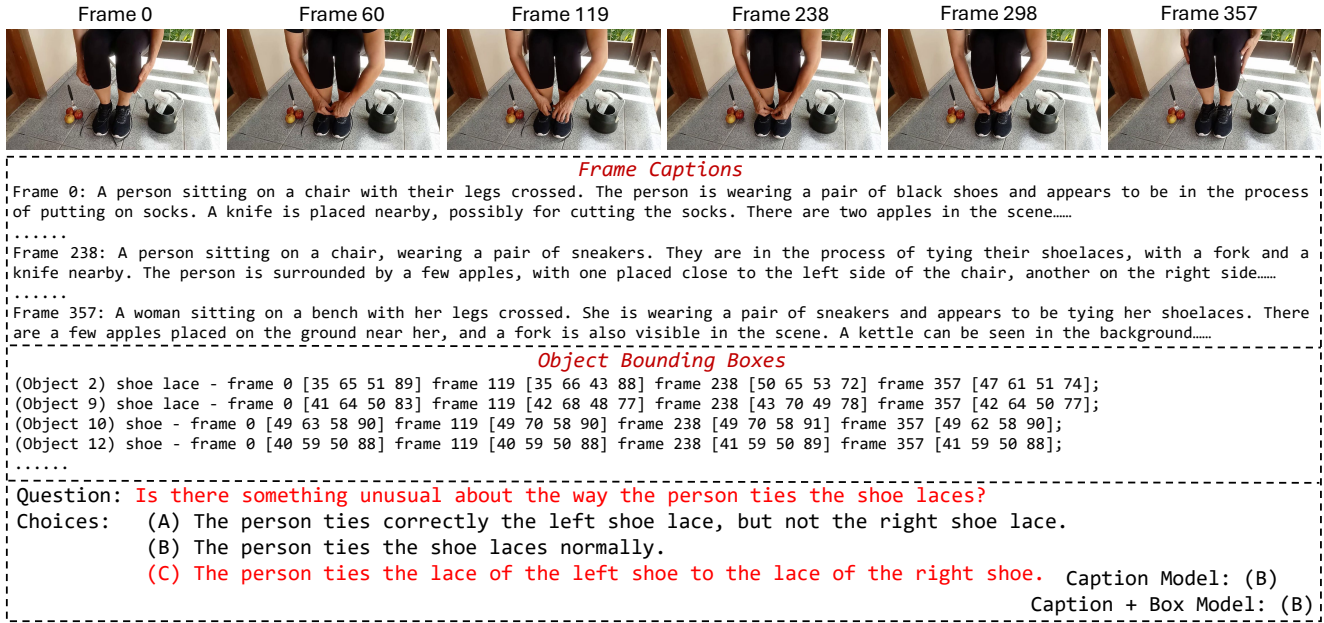 Frame 0 Frame 60 Frame 119 Frame 238 Frame 298 Frame 357
Frame Captions
Frame 0: A person sitting on a chair with their legs crossed. The person is wearing a pair of black shoes and appears to be in the process
of putting on socks. A knife is placed nearby, possibly for cutting the socks. There are two apples in the scene……
......
Frame 238: A person sitting on a chair, wearing a pair of sneakers. They are in the process of tying their shoelaces, with a fork and a
knife nearby. The person is surrounded by a few apples, with one placed close to the left side of the chair, another on the right side……
......
Frame 357: A woman sitting on a bench with her legs crossed. She is wearing a pair of sneakers and appears to be tying her shoelaces. There
are a few apples placed on the ground near her, and a fork is also visible in the scene. A kettle can be seen in the background……
Object Bounding Boxes
(Object 2) shoe lace - frame 0 [35 65 51 89] frame 119 [35 66 43 88] frame 238 [50 65 53 72] frame 357 [47 61 51 74];
(Object 9) shoe lace - frame 0 [41 64 50 83] frame 119 [42 68 48 77] frame 238 [43 70 49 78] frame 357 [42 64 50 77];
(Object 10) shoe - frame 0 [49 63 58 90] frame 119 [49 70 58 90] frame 238 [49 70 58 91] frame 357 [49 62 58 90];
(Object 12) shoe - frame 0 [40 59 50 88] frame 119 [40 59 50 88] frame 238 [41 59 50 89] frame 357 [41 59 50 88];
......
Question: Is there something unusual about the way the person ties the shoe laces?
Choices: (A) The person ties correctly the left shoe lace, but not the right shoe lace.
(B) The person ties the shoe laces normally.
(C) The person ties the lace of the left shoe to the lace of the right shoe. Caption Model: (B)
Caption + Box Model: (B)